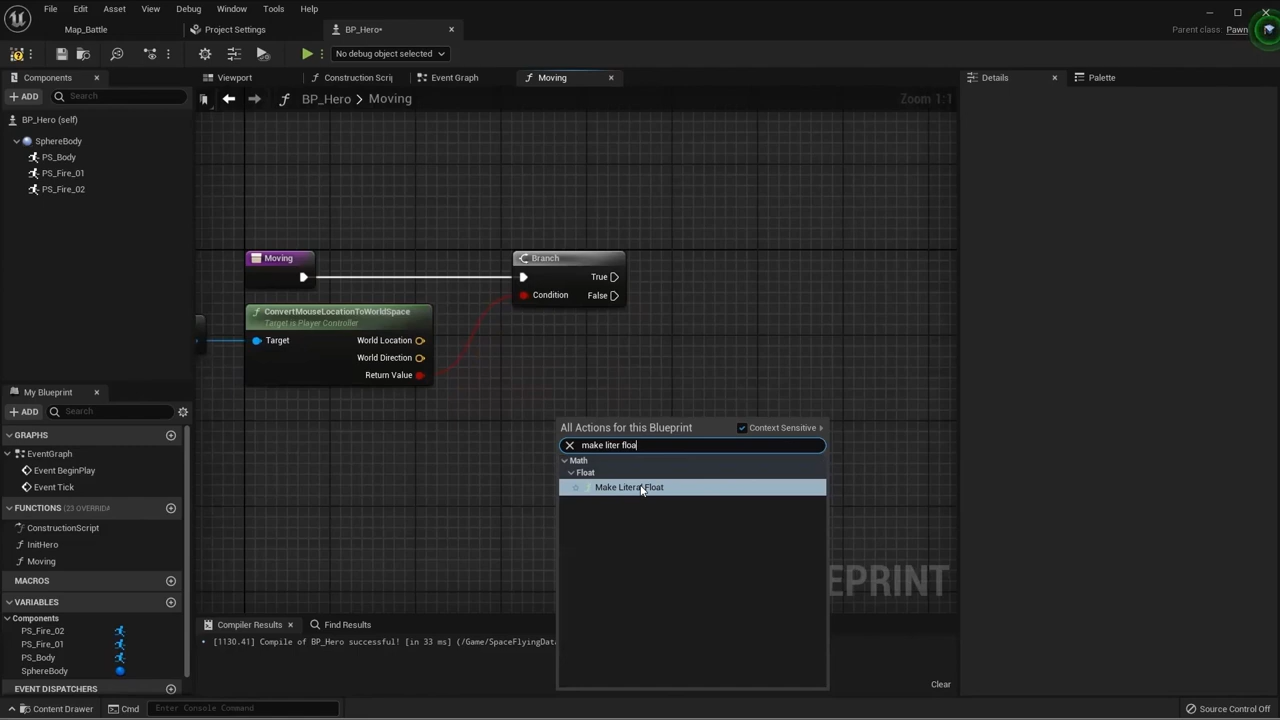 File Edit Asset View Debug Window Tools Help
Map_Battle Project Settings BP_Hero• Parent class: Pawn
No debug object selected
Components Viewport Construction Scrip Event Graph Moving Details Palette
+ ADD Search BP_Hero > Moving Zoom 1:1
BP_Hero (self)
SphereBody
PS_Body
PS_Fire_01
PS_Fire_02
Moving Branch
True
Condition False
ConvertMouseLocationToWorldSpace
Target is Player Controller
Target World Location
World Direction
Return Value
My Blueprint
+ ADD Search
GRAPHS
EventGraph
Event BeginPlay
Event Tick
FUNCTIONS (23 OVERRIDA
ConstructionScript
InitHero
Moving
MACROS
VARIABLES
Components
PS_Fire_02
PS_Fire_01
PS_Body
SphereBody
EVENT DISPATCHERS
All Actions for this Blueprint Context Sensitive
make liter floa
Math
Float
Make Literal Float
EPRINT
Compiler Results Find Results
[1130.41] Compile of BP_Hero successful! [in 33 ms] (/Game/SpaceFlyingData
Clear
Content Drawer Cmd Enter Console Command Source Control Off